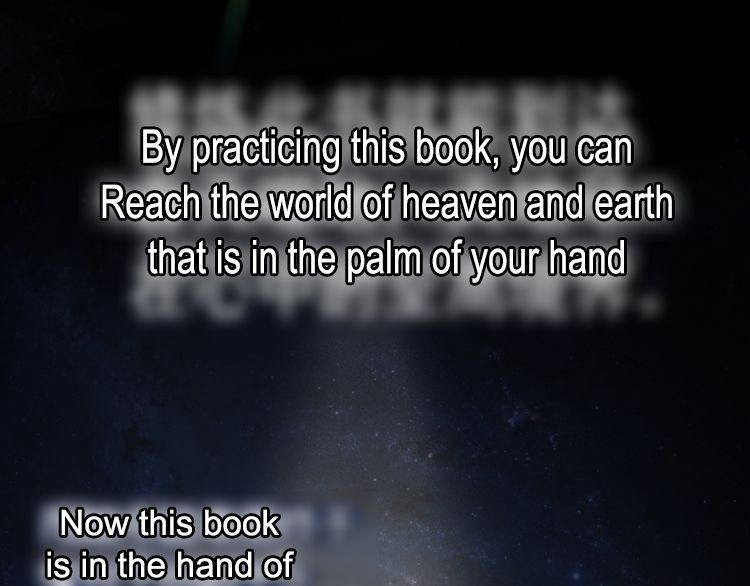 By practicing this book, you can
Reach the world of heaven and earth
that is in the palm of your hand
Now this book
is in the hand of